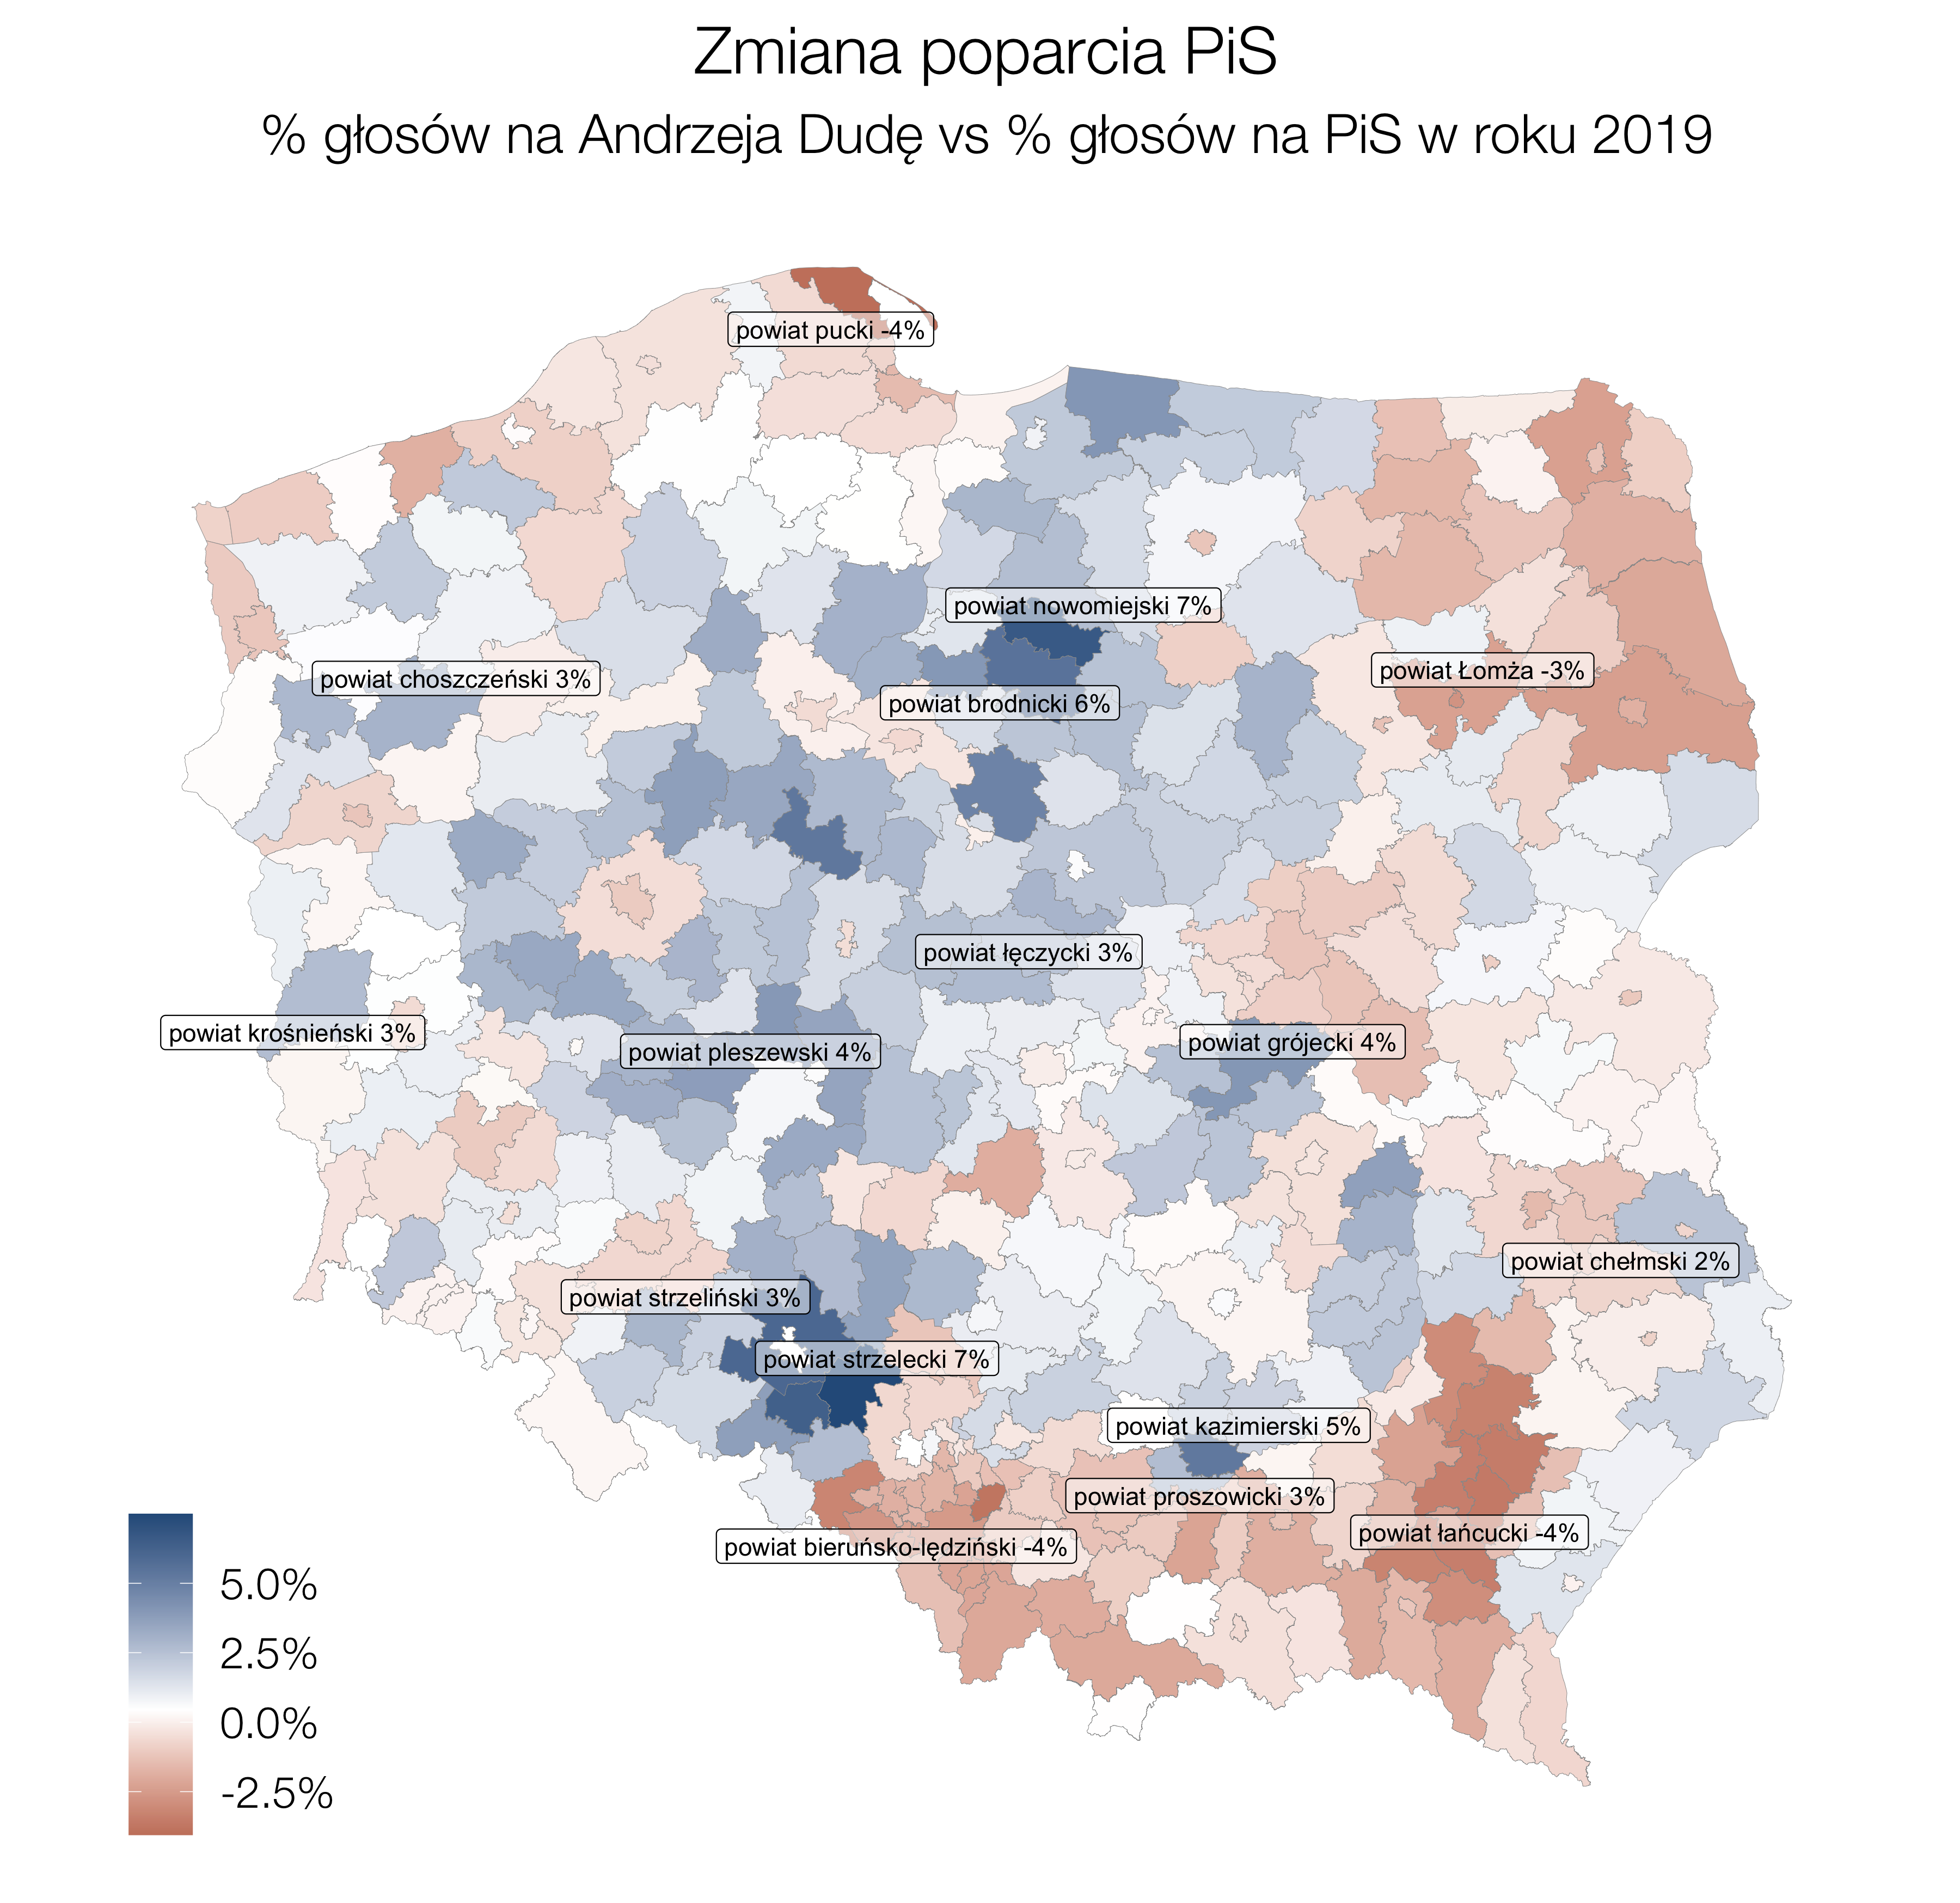 Zmiana poparcia PiS
% głosów na Andrzeja Dudę vs % głosów na PiS w roku 2019
powiat pucki -4%
powiat nowomiejski 7%
powiat choszczeński 3%
powiat Łomża -3%
powiat brodnicki 6%
powiat łęczycki 3%
powiat krośnieński 3%
powiat pleszewski 4%
powiat grójecki 4%
powiat chełmski 2%
powiat strzeliński 3%
powiat strzelecki 7%
powiat kazimierski 5%
powiat proszowicki 3%
powiat łańcucki -4%
powiat bieruńsko-lędziński -4%
5.0%
2.5%
0.0%
-2.5%